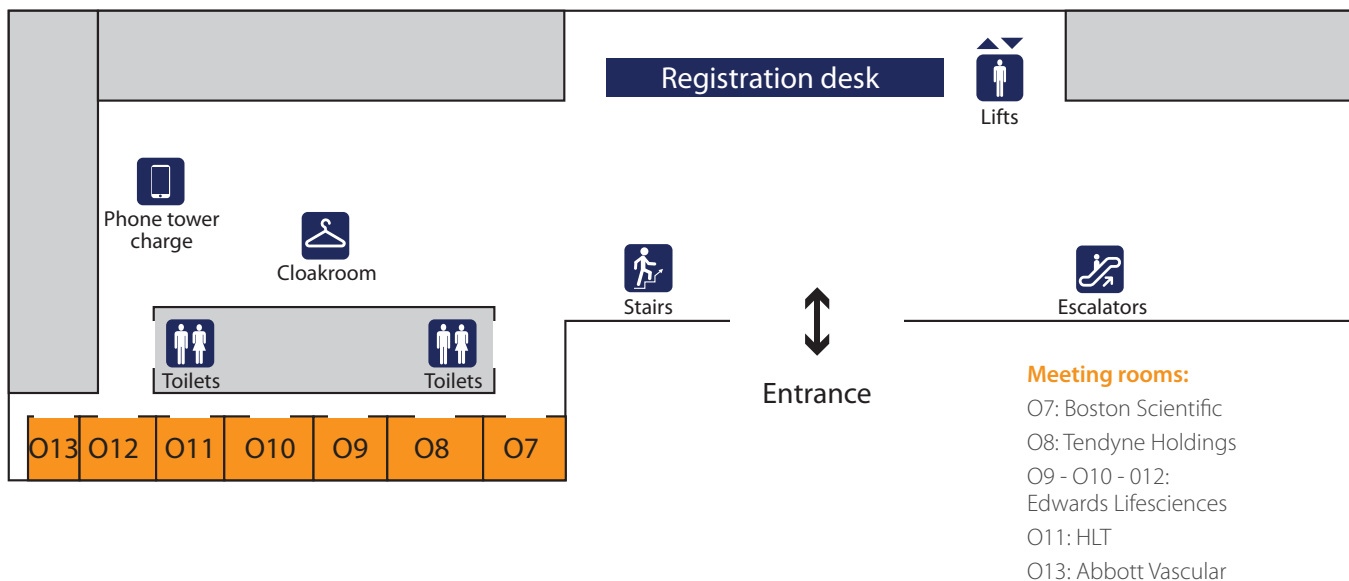 Registration desk
Lifts
Phone tower
charge
Cloakroom
Stairs
Escalators
Toilets
Toilets
Entrance
O13
O12
O11
O10
O9
O8
O7
Meeting rooms:
O7: Boston Scientific
O8: Tendyne Holdings
O9 - O10 - 012:
Edwards Lifesciences
O11: HLT
O13: Abbott Vascular